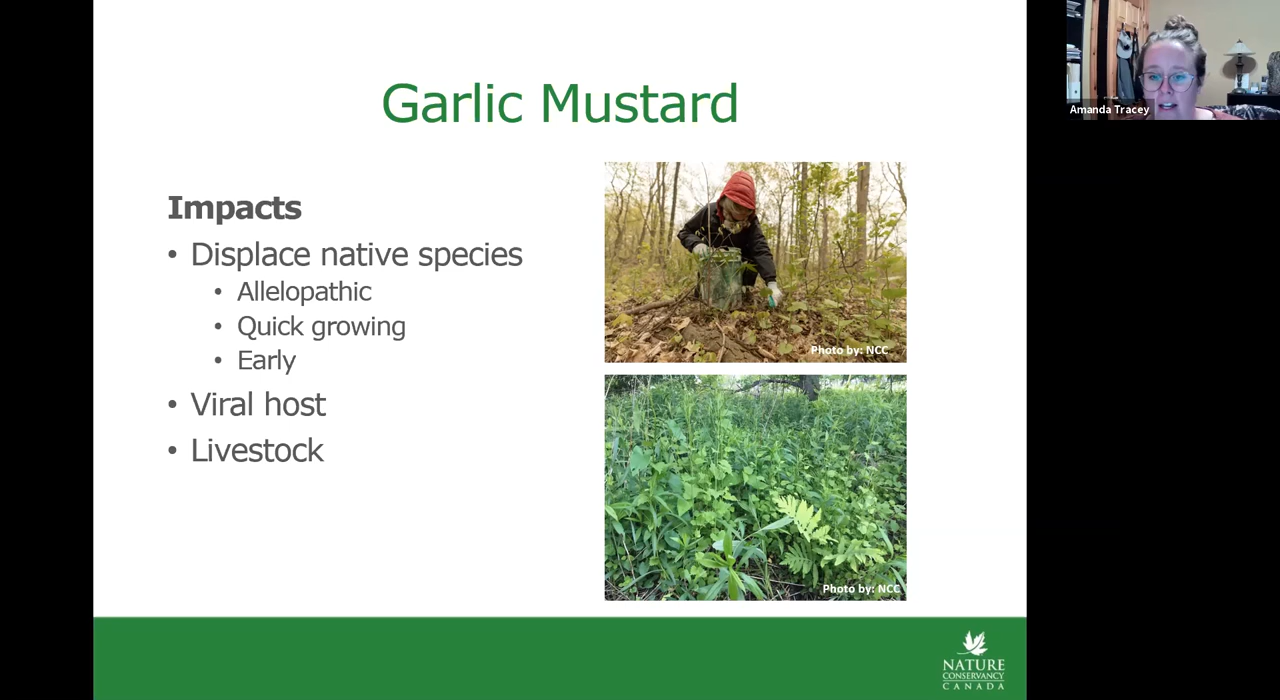 Garlic Mustard
Impacts
• Displace native species
• Allelopathic
• Quick growing
• Early
• Viral host
• Livestock
Photo by: NCC
Photo by: NCC
NATURE
CONSERVANCY
CANADA
Amanda Tracey